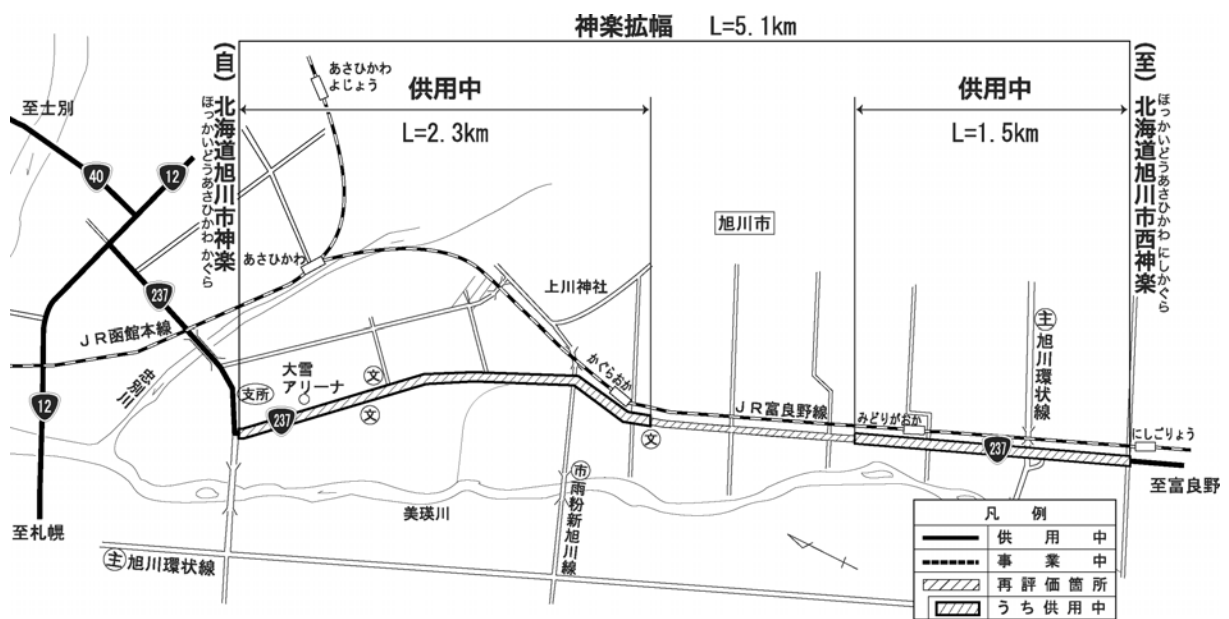 神楽拡幅 L=5.1km
(自)北海道旭川市神楽
ほっかいどうあさひかわ かぐら
(至)北海道旭川市西神楽
ほっかいどうあさひかわ にしかぐら
供用中
L=2.3km
供用中
L=1.5km
あさひかわ
よじょう
至士別
40
12
旭川市
あさひかわ
237
上川神社
JR函館本線
忠別川
大雪
アリーナ
支所
文
文
かぐらおか
主旭川環状線
JR富良野線
みどりがおか
にしごりょう
12
237
文
237
至富良野
美瑛川
市雨粉新旭川線
至札幌
主旭川環状線
凡例
供用中
事業中
再評価箇所
うち供用中